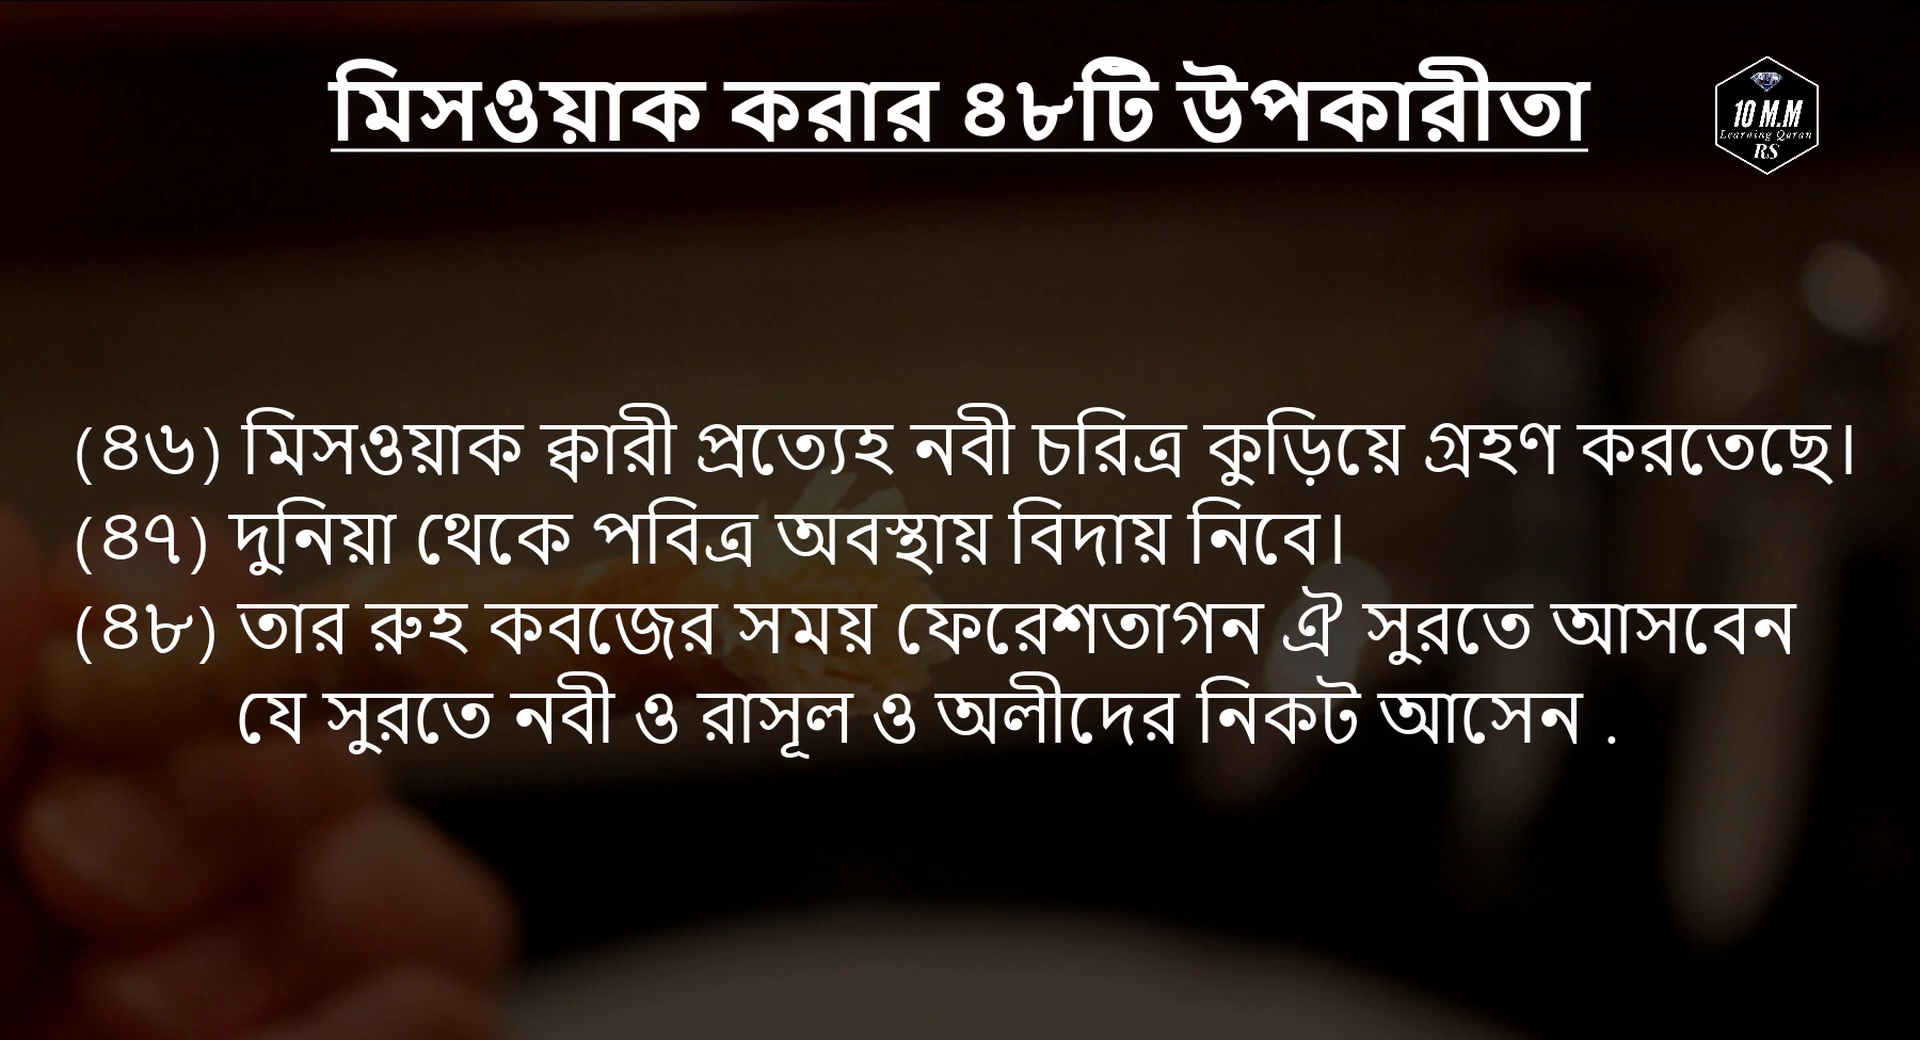 মিসওয়াক করার ৪৮টি উপকারীতা
10 M.M
Learning Quran
RS
(৪৬) মিসওয়াক ক্বারী প্রত্যেহ নবী চরিত্র কুড়িয়ে গ্রহণ করতেছে।
(৪৭) দুনিয়া থেকে পবিত্র অবস্থায় বিদায় নিবে।
(৪৮) তার রুহ কবজের সময় ফেরেশতাগন ঐ সুরতে আসবেন
যে সুরতে নবী ও রাসূল ও অলীদের নিকট আসেন .